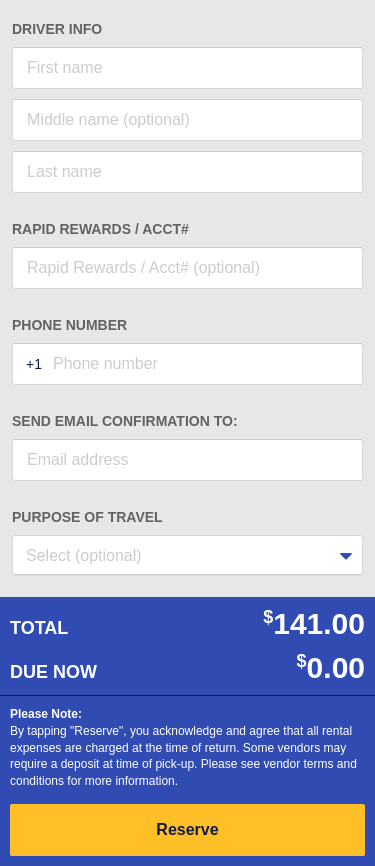 DRIVER INFO
First name
Middle name (optional)
Last name
RAPID REWARDS / ACCT#
Rapid Rewards / Acct# (optional)
PHONE NUMBER
+1 Phone number
SEND EMAIL CONFIRMATION TO:
Email address
PURPOSE OF TRAVEL
Select (optional)
TOTAL $141.00
DUE NOW $0.00
Please Note:
By tapping "Reserve", you acknowledge and agree that all rental
expenses are charged at the time of return. Some vendors may
require a deposit at time of pick-up. Please see vendor terms and
conditions for more information.
Reserve